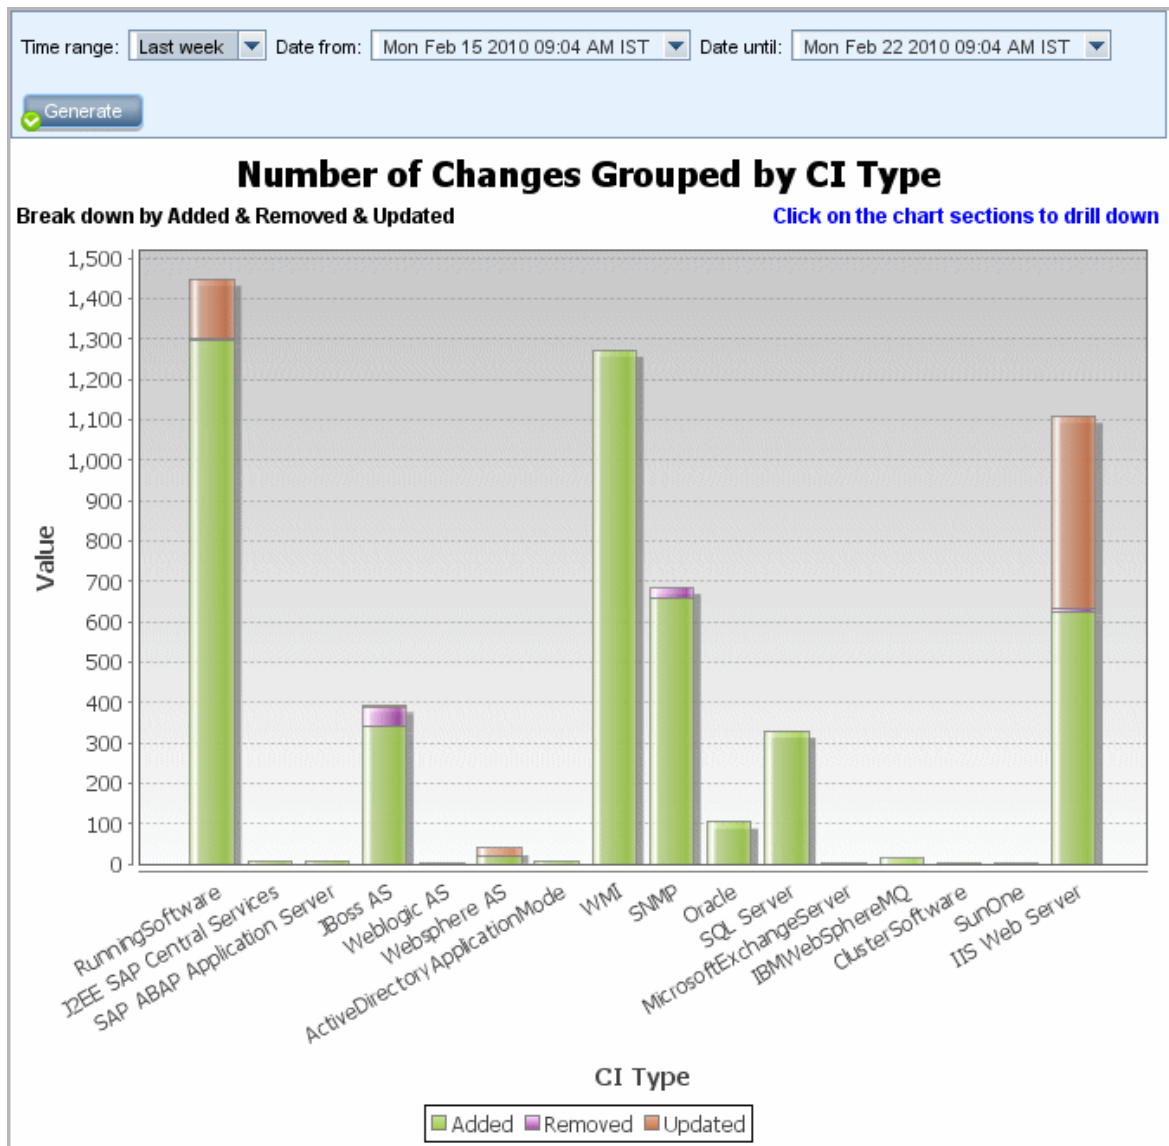 Time range: Last week Date from: Mon Feb 15 2010 09:04 AM IST Date until: Mon Feb 22 2010 09:04 AM IST
Generate
Number of Changes Grouped by CI Type
Break down by Added & Removed & Updated Click on the chart sections to drill down
Value
1,500
1,400
1,300
1,200
1,100
1,000
900
800
700
600
500
400
300
200
100
0
RunningSoftware
J2EE SAP Central Services
SAP ABAP Application Server
JBoss AS
Weblogic AS
Websphere AS
ActiveDirectoryApplicationMode
WMI
SNMP
Oracle
SQL Server
MicrosoftExchangeServer
IBMWebSphereMQ
ClusterSoftware
SunOne
IIS Web Server
CI Type
Added Removed Updated